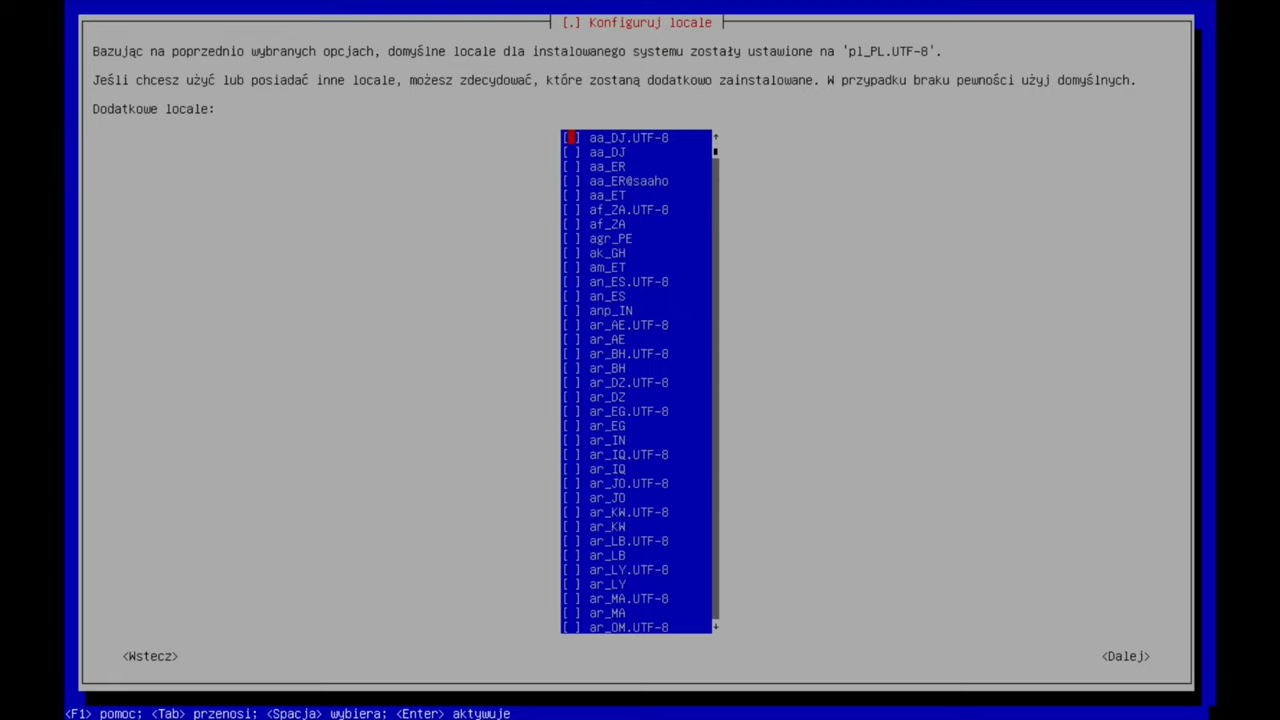 [.] Konfiguruj locale
Bazując na poprzednio wybranych opcjach, domyślne locale dla instalowanego systemu zostały ustawione na 'pl_PL.UTF-8'.
Jeśli chcesz użyć lub posiadać inne locale, możesz zdecydować, które zostaną dodatkowo zainstalowane. W przypadku braku pewności użyj domyślnych.
Dodatkowe locale:
[ ] aa_DJ.UTF-8
[ ] aa_DJ
[ ] aa_ER
[ ] aa_ER@saaho
[ ] aa_ET
[ ] af_ZA.UTF-8
[ ] af_ZA
[ ] agr_PE
[ ] ak_GH
[ ] am_ET
[ ] an_ES.UTF-8
[ ] an_ES
[ ] anp_IN
[ ] ar_AE.UTF-8
[ ] ar_AE
[ ] ar_BH.UTF-8
[ ] ar_BH
[ ] ar_DZ.UTF-8
[ ] ar_DZ
[ ] ar_EG.UTF-8
[ ] ar_EG
[ ] ar_IN
[ ] ar_IQ.UTF-8
[ ] ar_IQ
[ ] ar_JO.UTF-8
[ ] ar_JO
[ ] ar_KW.UTF-8
[ ] ar_KW
[ ] ar_LB.UTF-8
[ ] ar_LB
[ ] ar_LY.UTF-8
[ ] ar_LY
[ ] ar_MA.UTF-8
[ ] ar_MA
[ ] ar_OM.UTF-8
<Wstecz> <Dalej>
<F1> pomoc; <Tab> przenosi; <Spacja> wybiera; <Enter> aktywuje